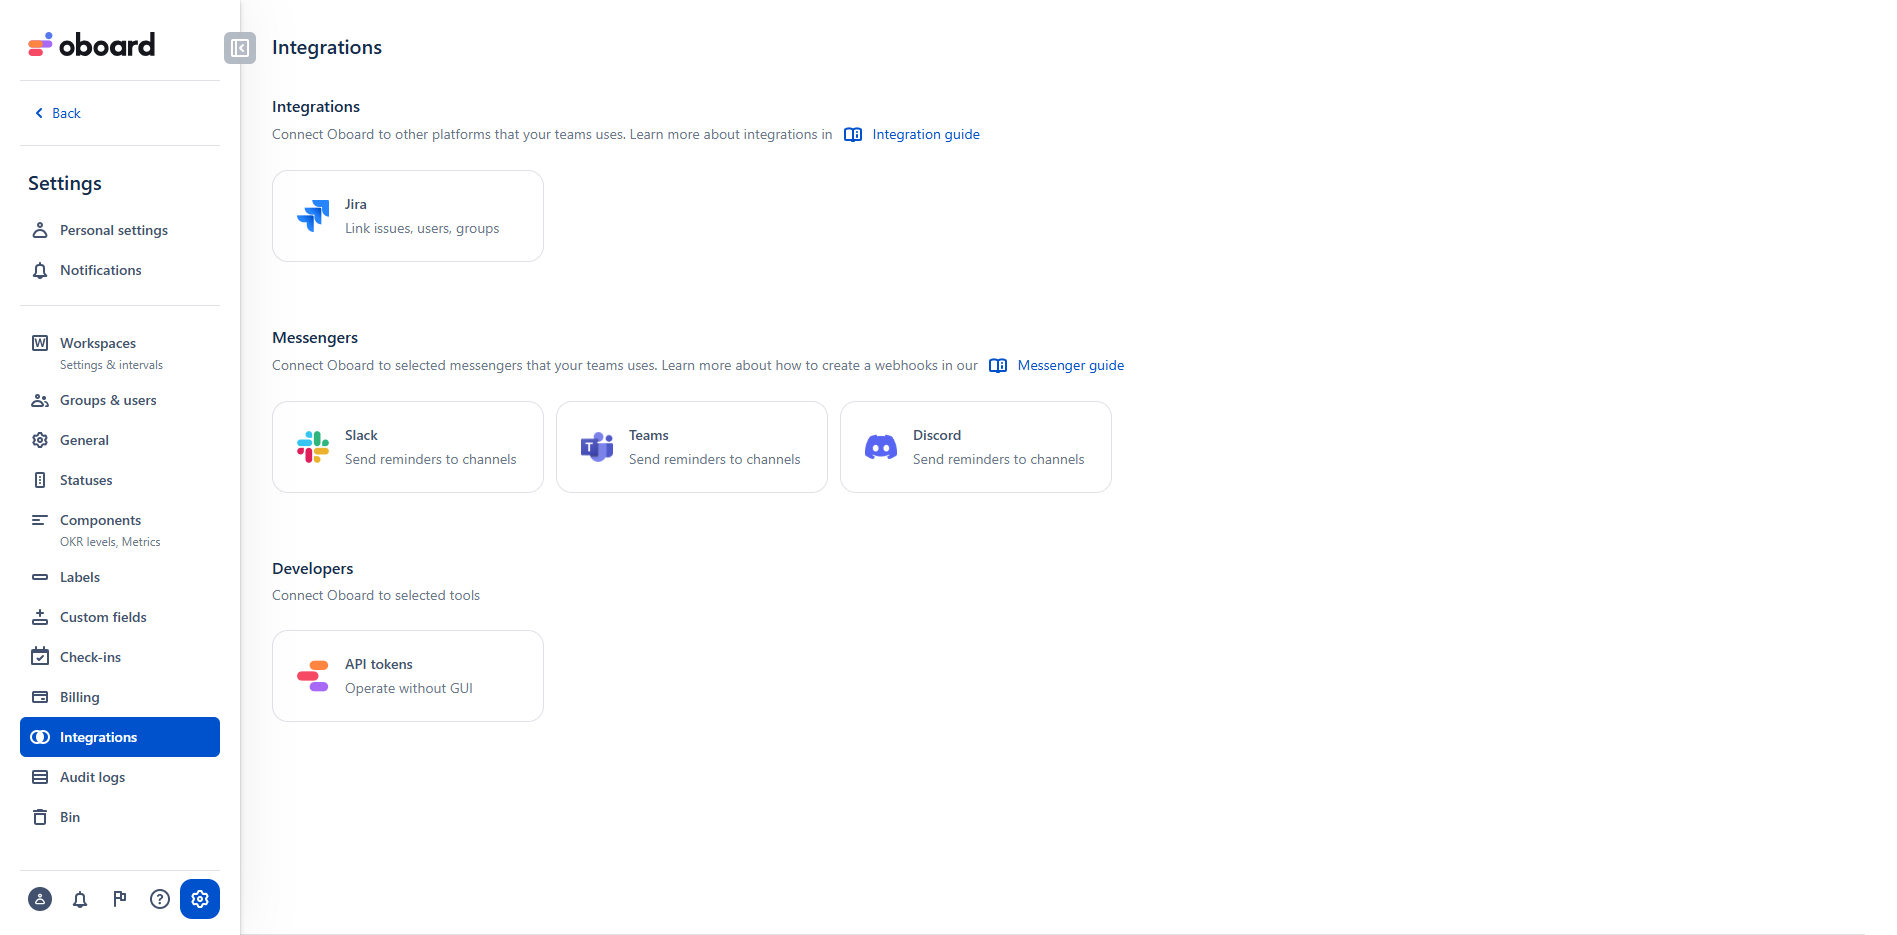 oboard
Back
Settings
Personal settings
Notifications
W Workspaces
Settings & intervals
Groups & users
General
Statuses
Components
OKR levels, Metrics
Labels
Custom fields
Check-ins
Billing
Integrations
Audit logs
Bin
?
Integrations
Integrations
Connect Oboard to other platforms that your teams uses. Learn more about integrations in Integration guide
Jira
Link issues, users, groups
Messengers
Connect Oboard to selected messengers that your teams uses. Learn more about how to create a webhooks in our Messenger guide
Slack
Send reminders to channels
T Teams
Send reminders to channels
Discord
Send reminders to channels
Developers
Connect Oboard to selected tools
API tokens
Operate without GUI